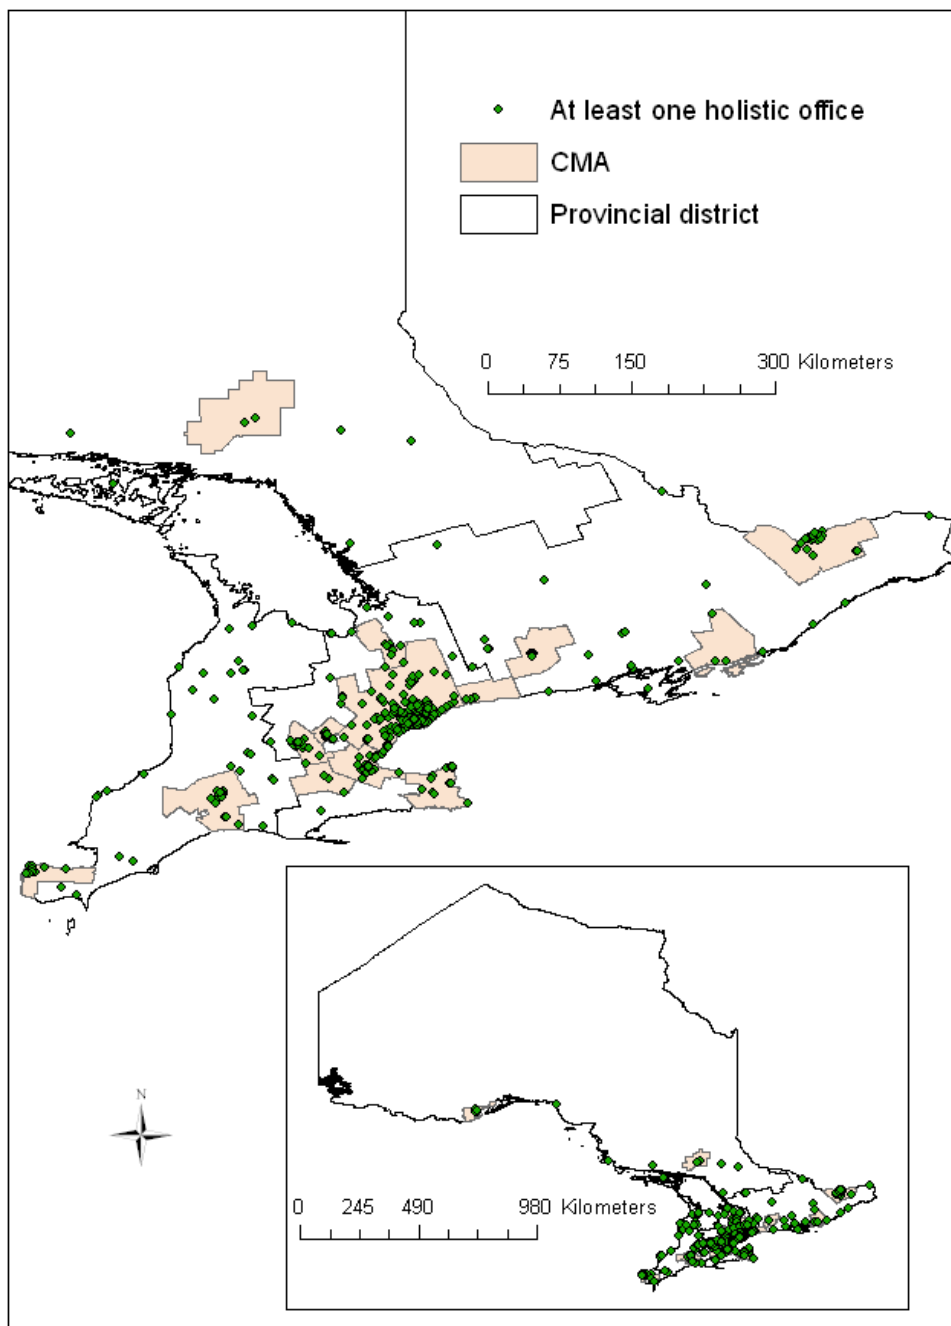 At least one holistic office
CMA
Provincial district
0 75 150 300 Kilometers
N
0 245 490 980 Kilometers